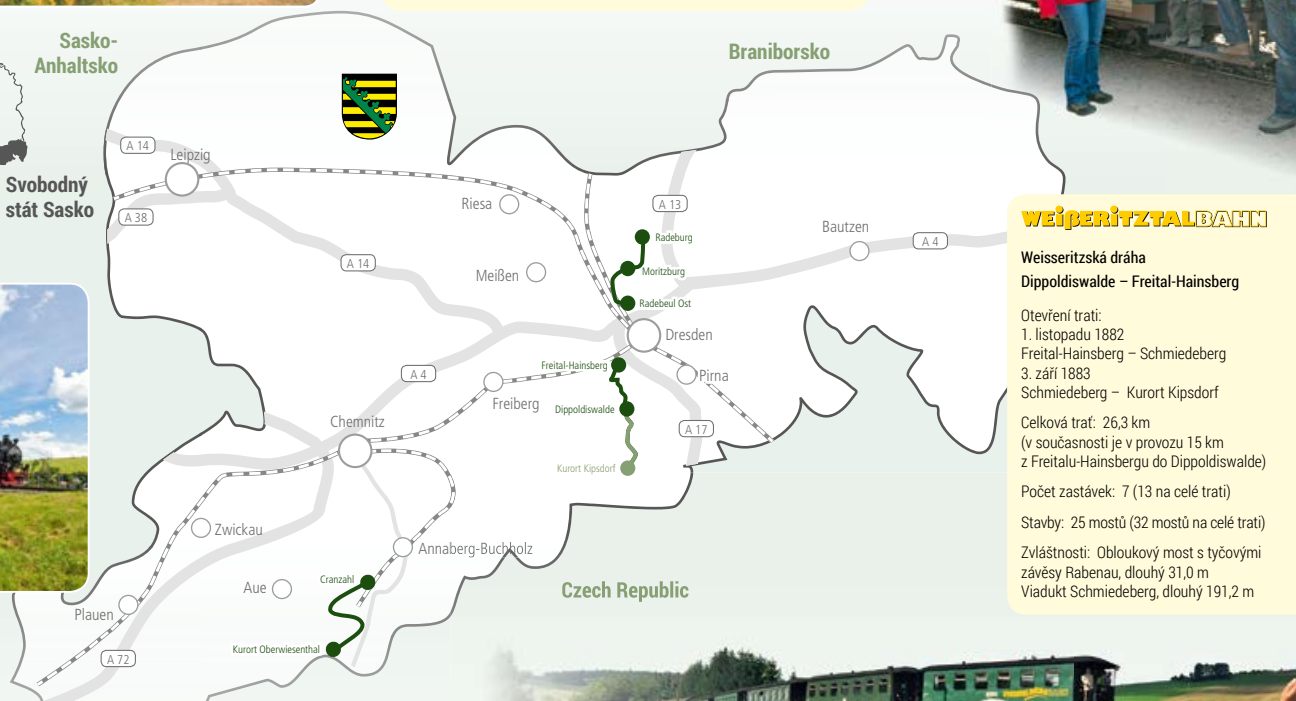 Sasko-
Anhaltsko
Braniborsko
Svobodný
stát Sasko
A 14
Leipzig
A 38
A 14
Riesa
Meißen
A 13
Radeburg
Moritzburg
Radebeul Ost
Bautzen
A 4
Dresden
Freital-Hainsberg
Pirna
A 4
Freiberg
Dippoldiswalde
A 17
Chemnitz
Kurort Kipsdorf
Zwickau
Annaberg-Buchholz
Cranzahl
Aue
Plauen
Kurort Oberwiesenthal
A 72
Czech Republic
WEIßERITZTALBAHN
Weisseritzská dráha
Dippoldiswalde – Freital-Hainsberg
Otevření trati:
1. listopadu 1882
Freital-Hainsberg – Schmiedeberg
3. září 1883
Schmiedeberg – Kurort Kipsdorf
Celková trať: 26,3 km
(v současnosti je v provozu 15 km
z Freitalu-Hainsbergu do Dippoldiswalde)
Počet zastávek: 7 (13 na celé trati)
Stavby: 25 mostů (32 mostů na celé trati)
Zvláštnosti: Obloukový most s tyčovými
závěsy Rabenau, dlouhý 31,0 m
Viadukt Schmiedeberg, dlouhý 191,2 m